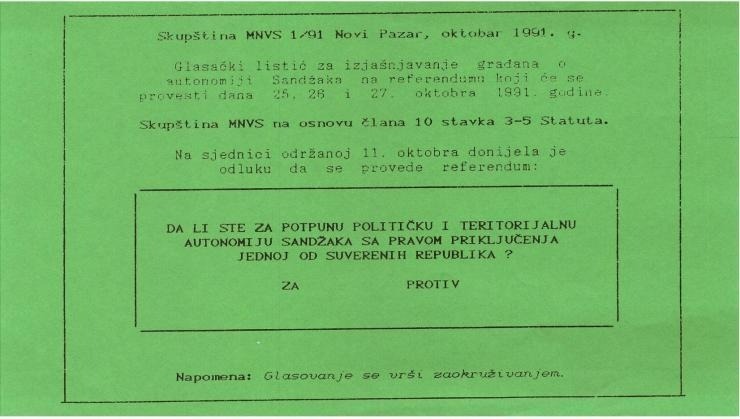 Skupština MNVS 1/91 Novi Pazar, oktobar 1991. g.
Glasački listić za izjašnjavanje građana o
autonomiji Sandžaka na referendumu koji će se
provesti dana 25, 26 i 27. oktobra 1991. godine.
Skupština MNVS na osnovu člana 10 stavka 3-5 Statuta.
Na sjednici održanoj 11. oktobra donijela je
odluku da se provede referendum:
DA LI STE ZA POTPUNU POLITIČKU I TERITORIJALNU
AUTONOMIJU SANDŽAKA SA PRAVOM PRIKLJUČENJA
JEDNOJ OD SUVERENIH REPUBLIKA ?
ZA PROTIV
Napomena: Glasovanje se vrši zaokruživanjem.